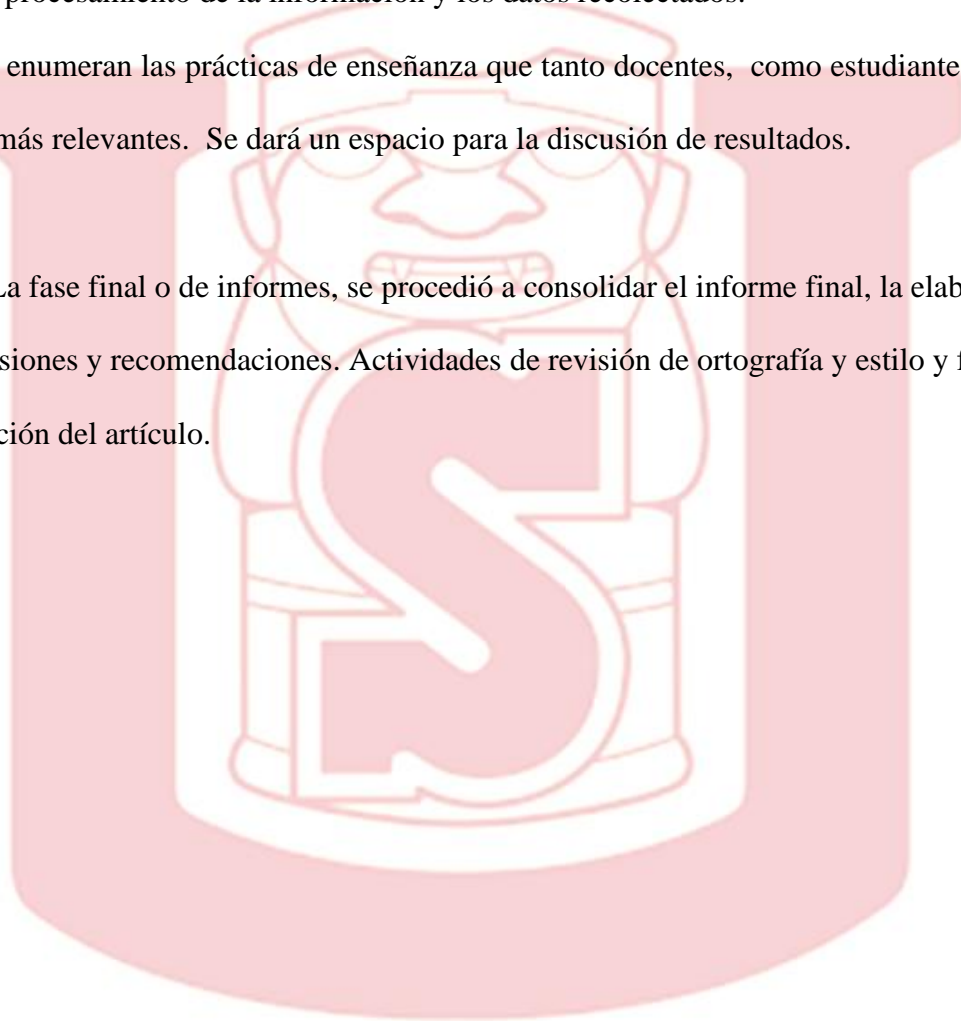 procesamiento de la información y los datos recolectados.
enumeran las prácticas de enseñanza que tanto docentes, como estudiante
más relevantes. Se dará un espacio para la discusión de resultados.
La fase final o de informes, se procedió a consolidar el informe final, la elab
siones y recomendaciones. Actividades de revisión de ortografía y estilo y f
ción del artículo.
S